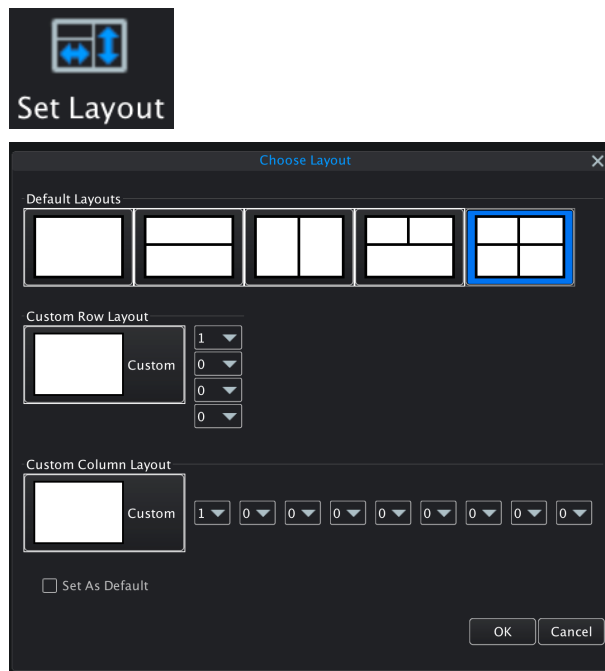 Set Layout
Choose Layout
Default Layouts
Custom Row Layout
Custom
1
0
0
0
Custom Column Layout
Custom
1 0 0 0 0 0 0 0 0
Set As Default
OK Cancel